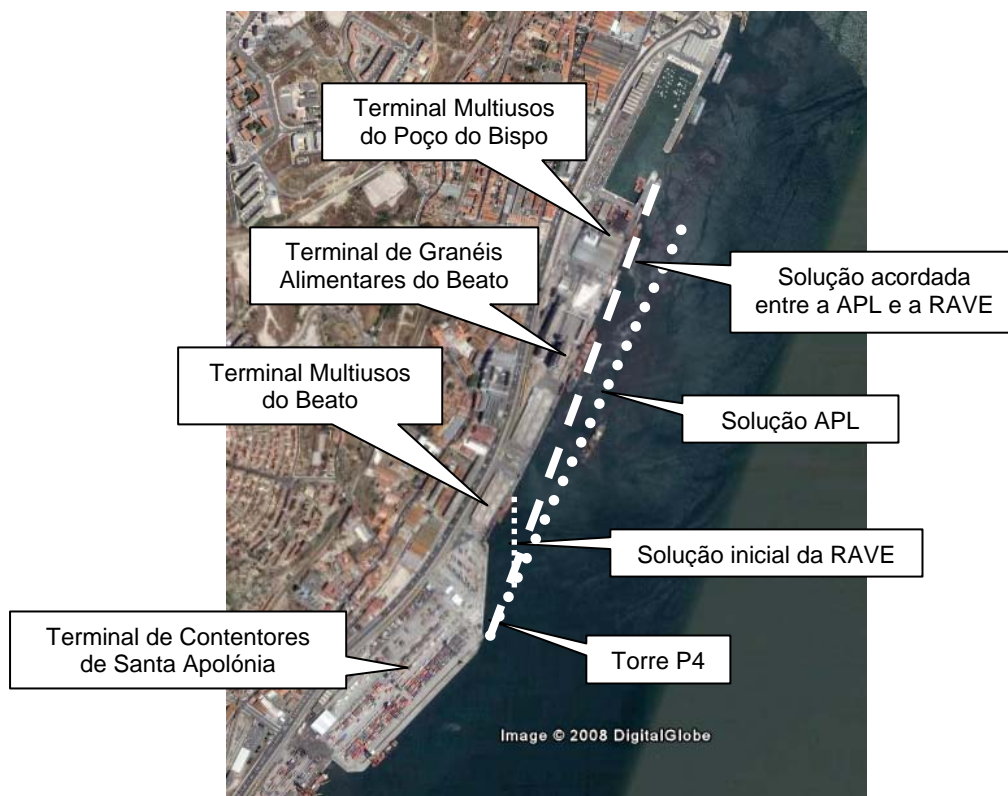 Terminal Multiusos
do Poço do Bispo
Terminal de Granéis
Alimentares do Beato
Solução acordada
entre a APL e a RAVE
Terminal Multiusos
do Beato
Solução APL
Solução inicial da RAVE
Terminal de Contentores
de Santa Apolónia
Torre P4
Image © 2008 DigitalGlobe